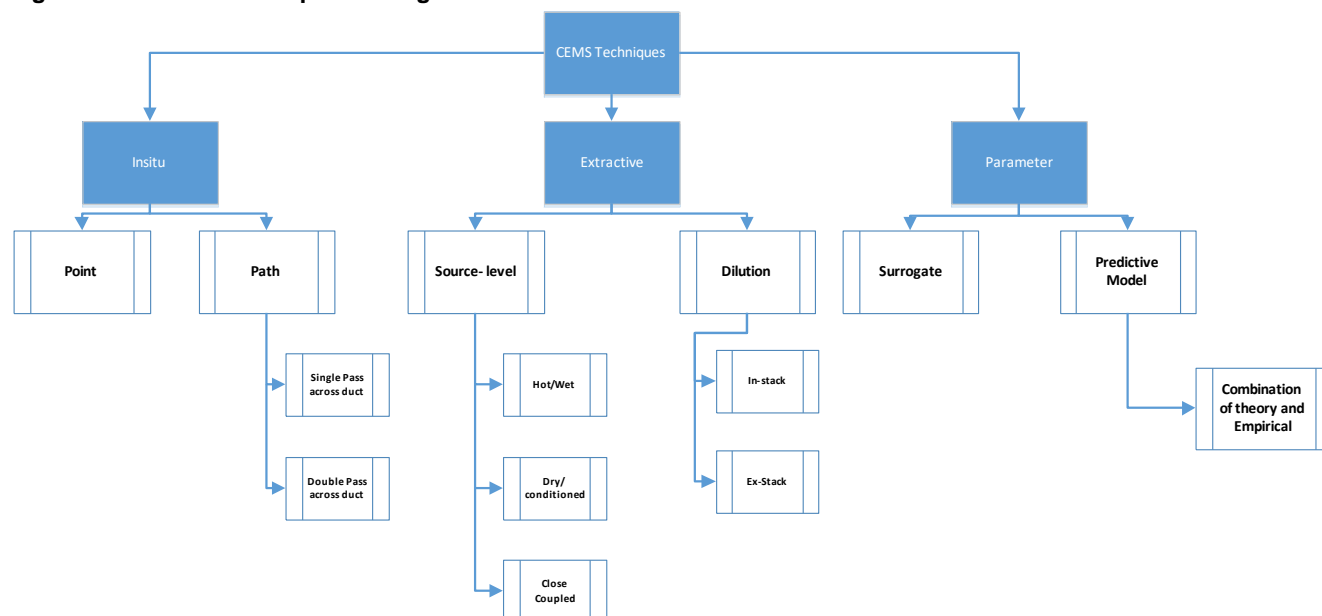 CEMS Techniques
Insitu
Extractive
Parameter
Point
Path
Source- level
Dilution
Surrogate
Predictive
Model
Single Pass
across duct
Hot/Wet
In-stack
Combination
of theory and
Empirical
Double Pass
across duct
Dry/
conditioned
Ex-Stack
Close
Coupled